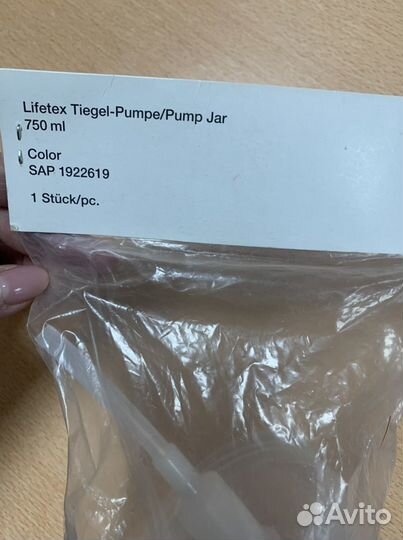 Lifetex Tiegel-Pumpe/Pump Jar
750 ml
Color
SAP 1922619
1 Stück/pc.
Avito